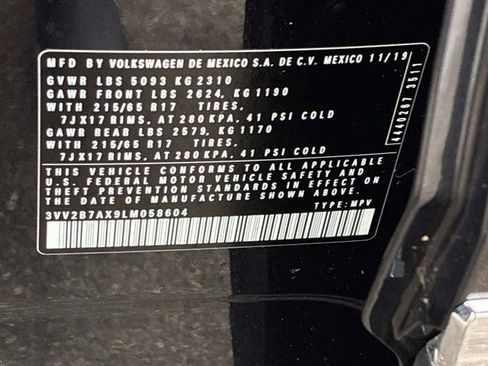 MFD BY VOLKSWAGEN DE MEXICO S.A. DE C.V. MEXICO 11/19
GVWR LBS 5093 KG 2310
GAWR FRONT LBS 2624, KG 1190
WITH 215/65 R17 TIRES,
7JX17 RIMS, AT 280 KPA, 41 PSI COLD
GAWR REAR LBS 2579, KG 1170
WITH 215/65 R17 TIRES,
7JX17 RIMS, AT 280 KPA, 41 PSI COLD
THIS VEHICLE CONFORMS TO ALL APPLICABLE
U.S. FEDERAL MOTOR VEHICLE SAFETY AND
THEFT PREVENTION STANDARDS IN EFFECT ON
THE DATE OF MANUFACTURE SHOWN ABOVE.
3VV2B7AX9LM058604 TYPE: MPV
4440267 3511